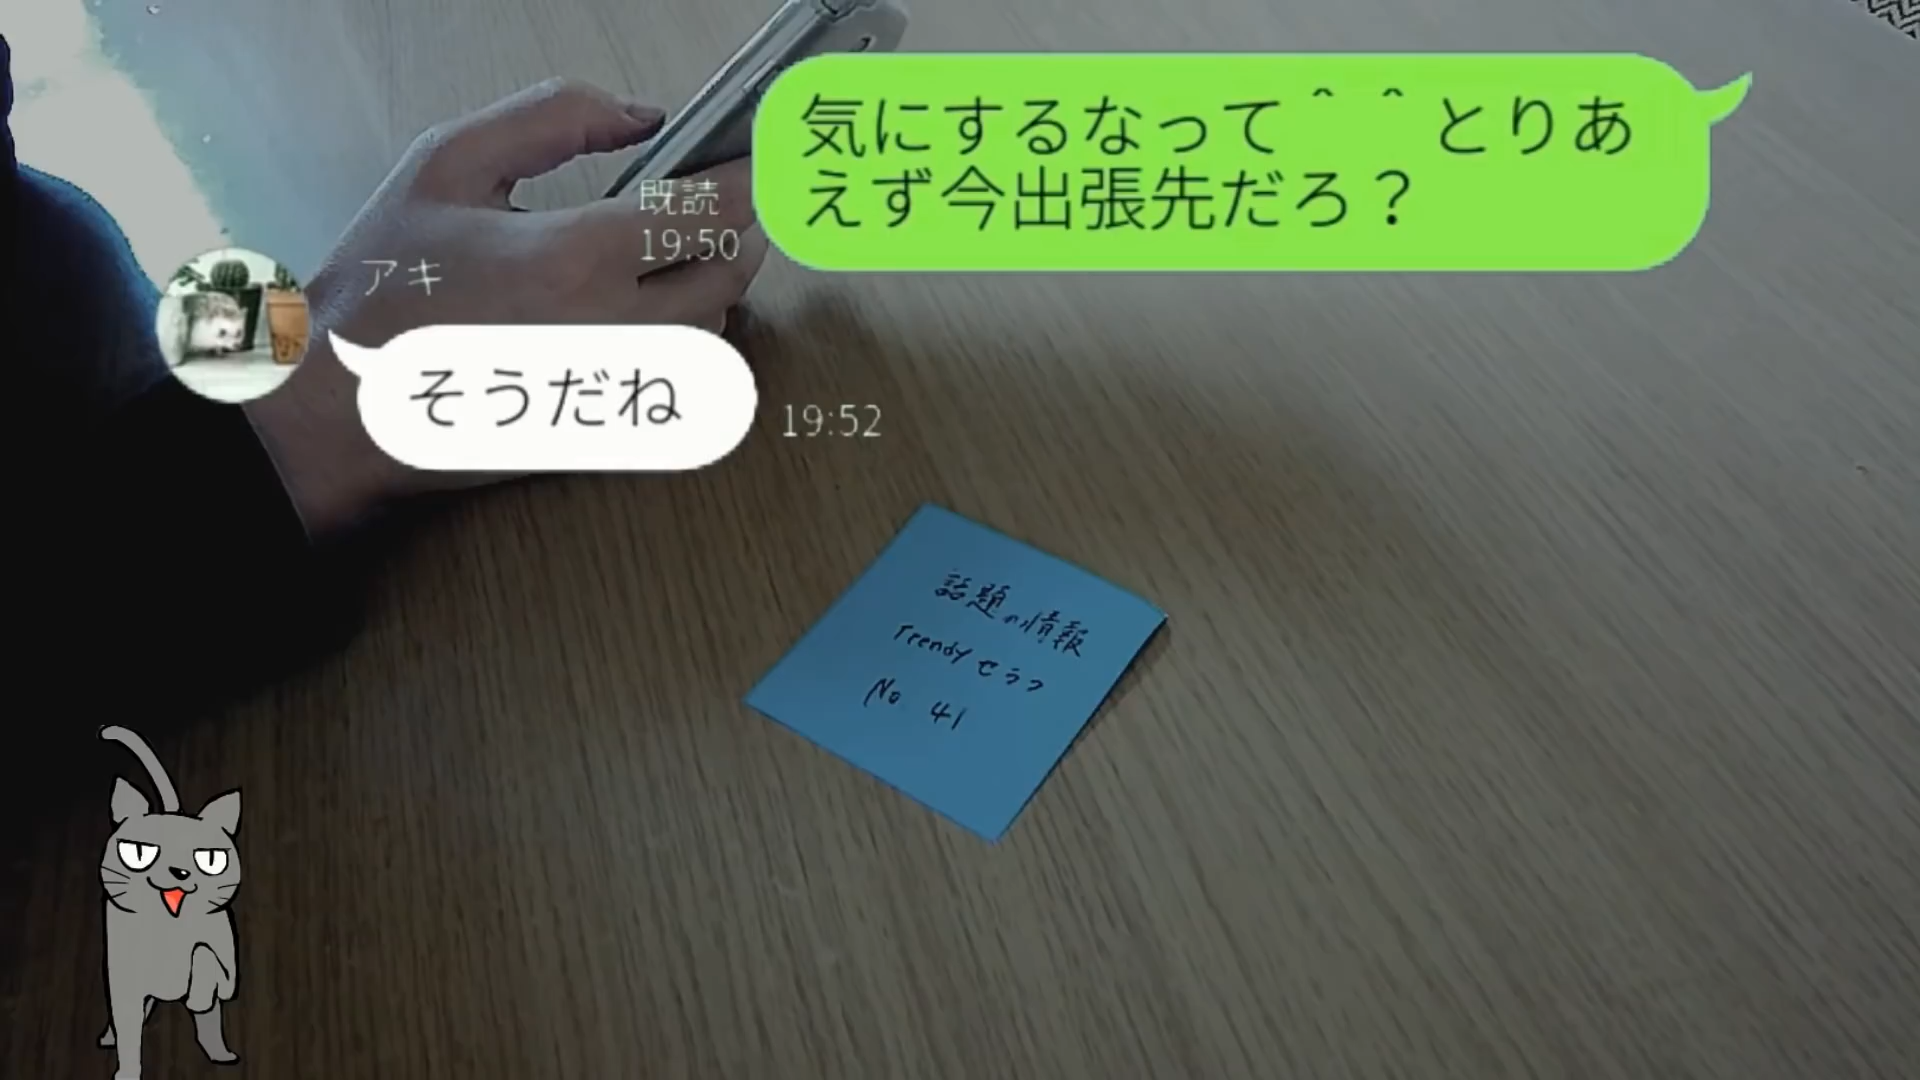 気にするなって＾＾とりあ
えず今出張先だろ？
既読
19:50
アキ
そうだね
19:52
話題の情報
Trendyセラフ
No 41